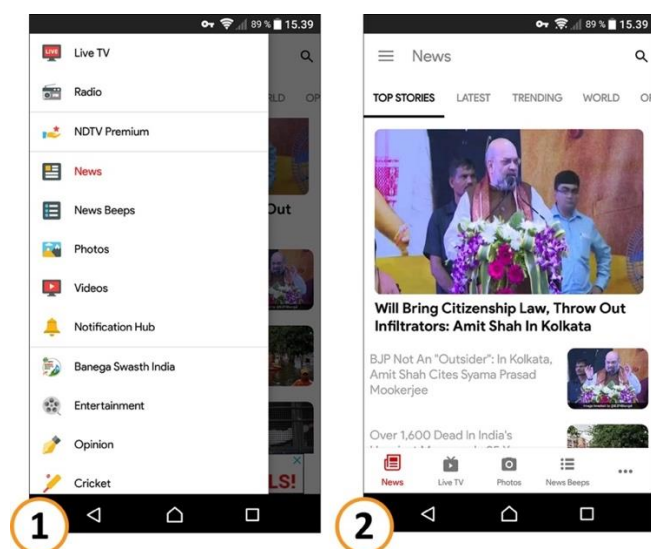 89 % 15.39
LIVE
Live TV
Radio
NDTV Premium
News
News Beeps
Photos
Videos
Notification Hub
Banega Swasth India
Entertainment
Opinion
Cricket
RLD OP
Out
LS!
1
89 % 15.39
News
TOP STORIES LATEST TRENDING WORLD
Will Bring Citizenship Law, Throw Out
Infiltrators: Amit Shah In Kolkata
BJP Not An "Outsider": In Kolkata,
Amit Shah Cites Syama Prasad
Mookerjee
Over 1,600 Dead In India's
News Live TV Photos News Beeps
2